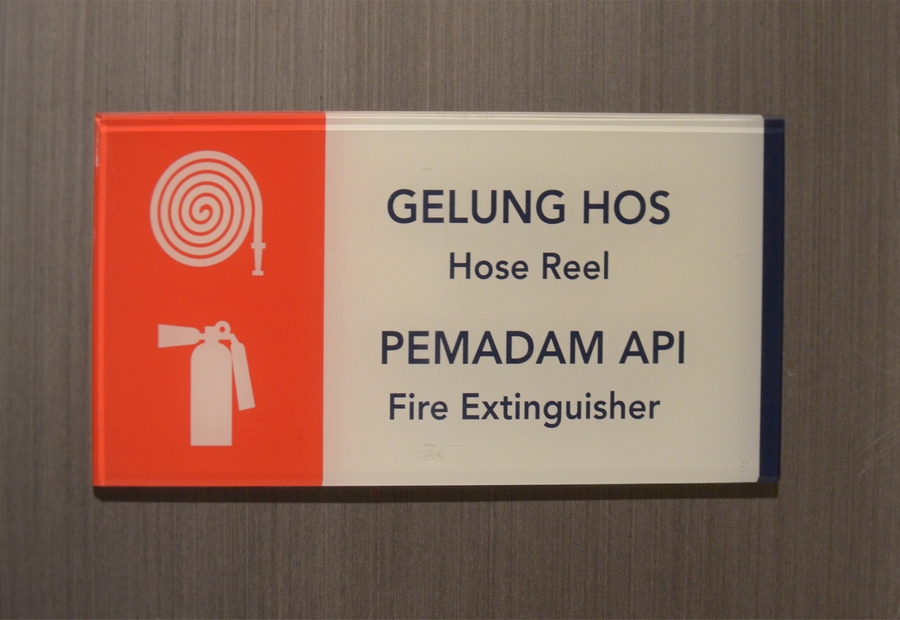 GELUNG HOS
Hose Reel
PEMADAM API
Fire Extinguisher